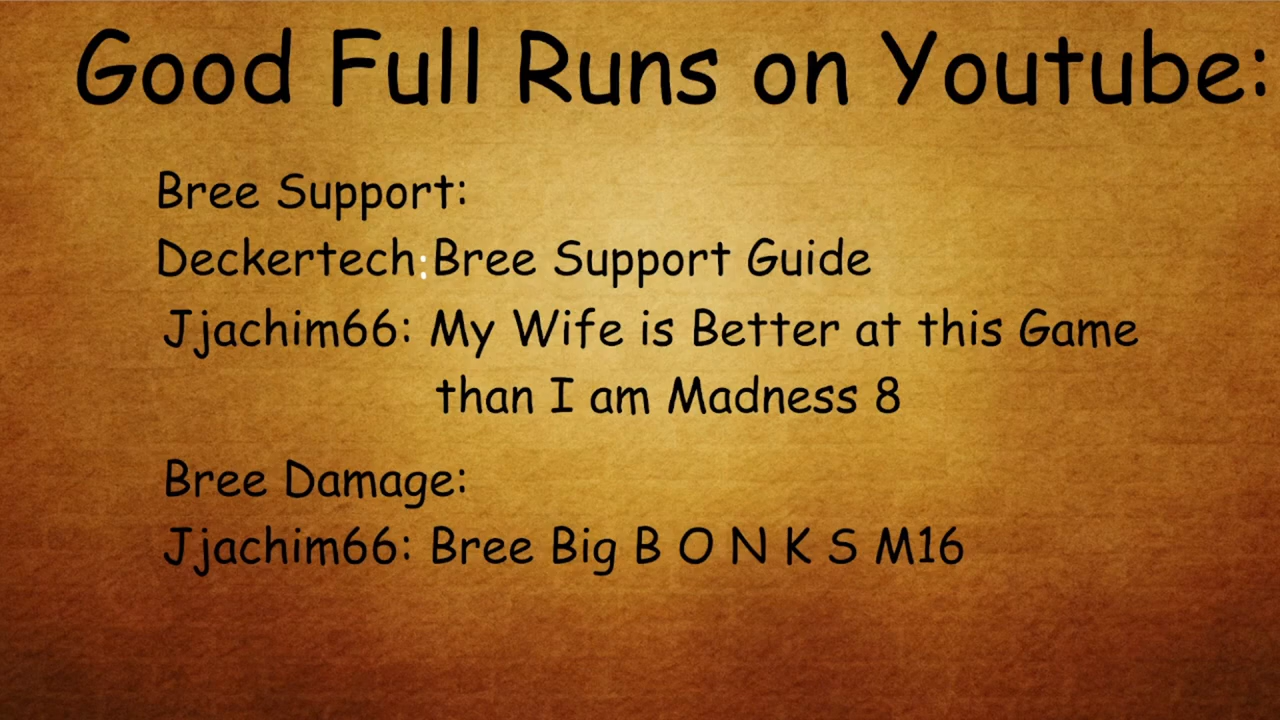 Good Full Runs on Youtube:
Bree Support:
Deckertech:Bree Support Guide
Jjachim66: My Wife is Better at this Game
than I am Madness 8
Bree Damage:
Jjachim66: Bree Big B O N K S M16